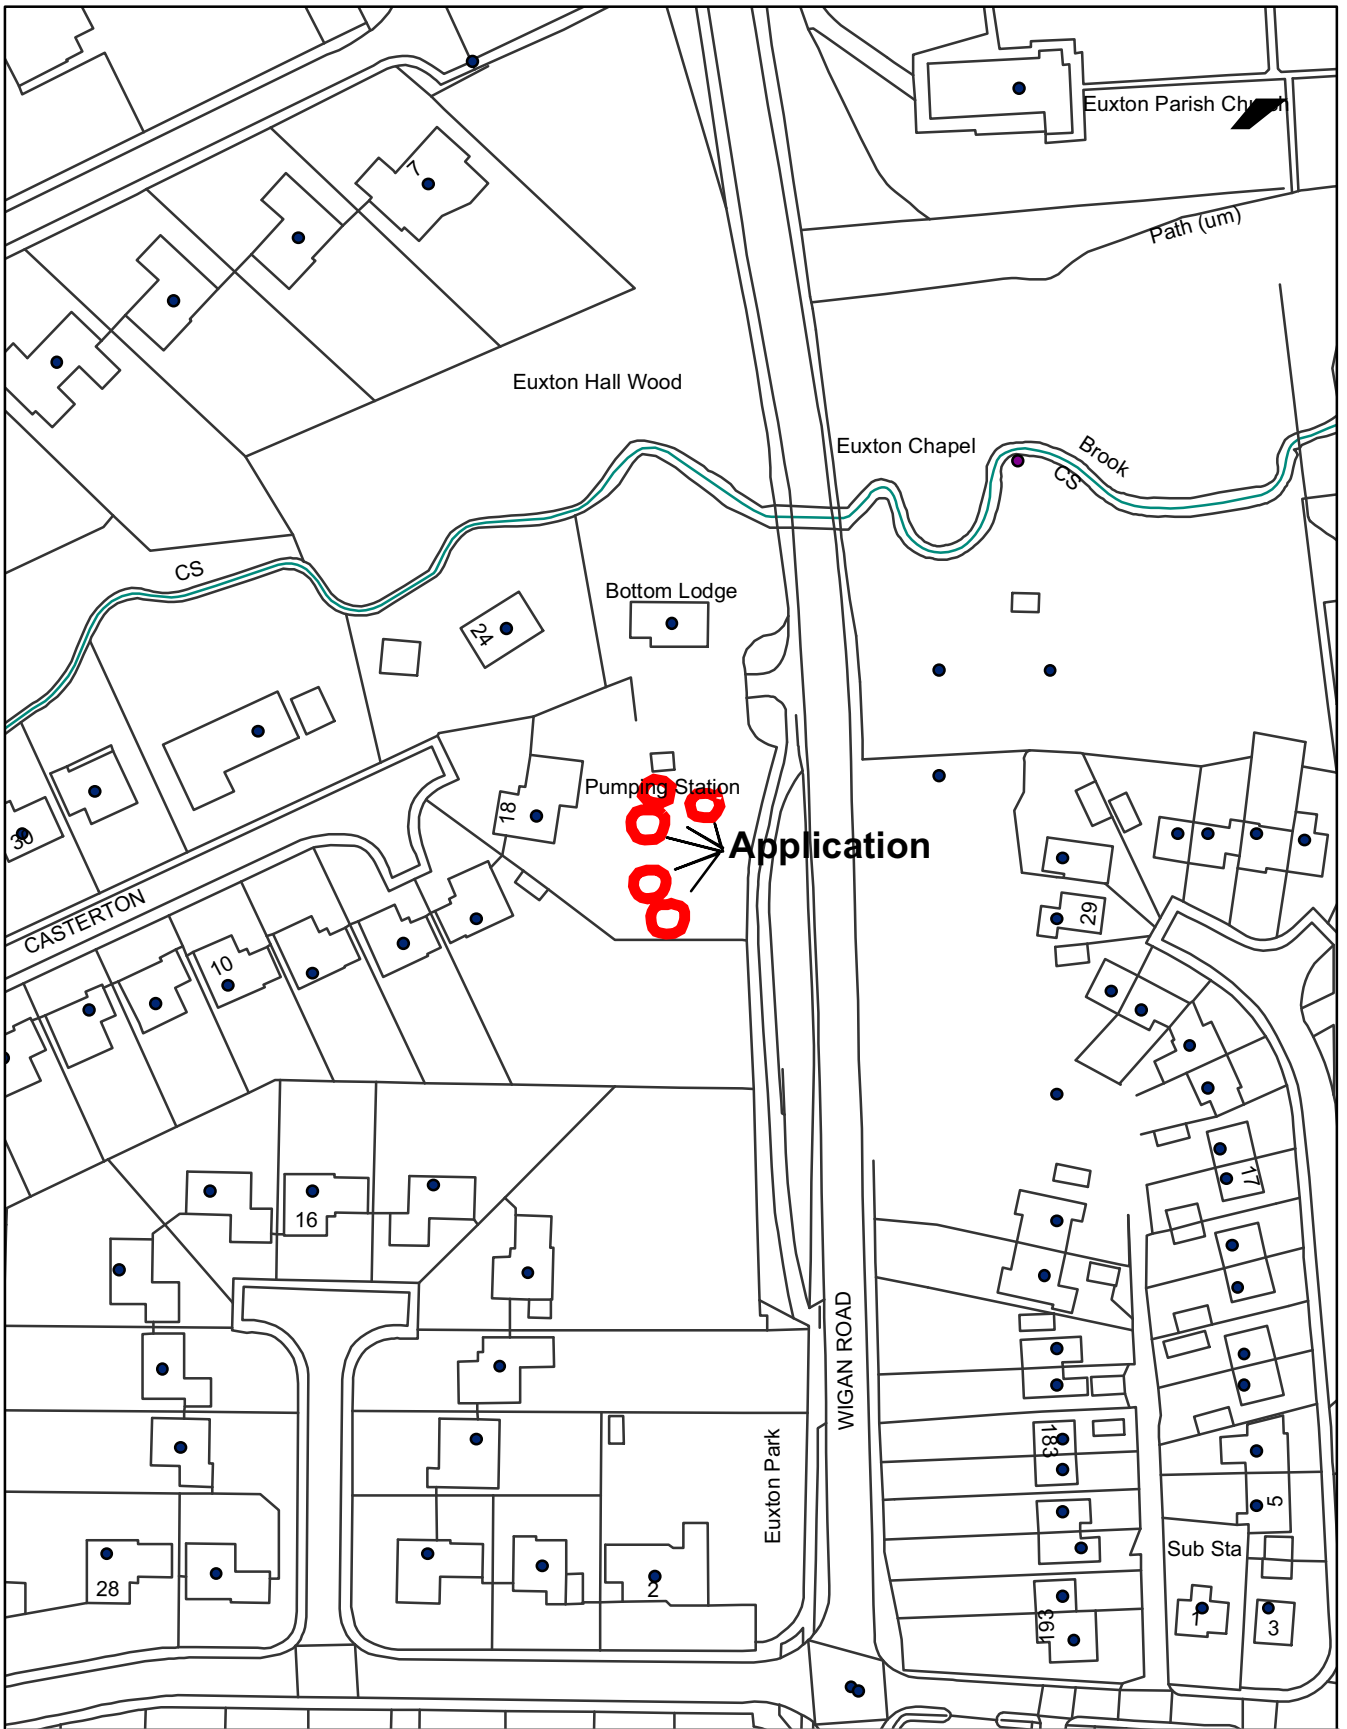 Euxton Parish Church
7
Path (um)
Euxton Hall Wood
Euxton Chapel
Brook
CS
CS
Bottom Lodge
24
Pumping Station
18
30
Application
29
CASTERTON
10
17
16
WIGAN ROAD
183
Euxton Park
5
Sub Sta
28
2
1
3
193